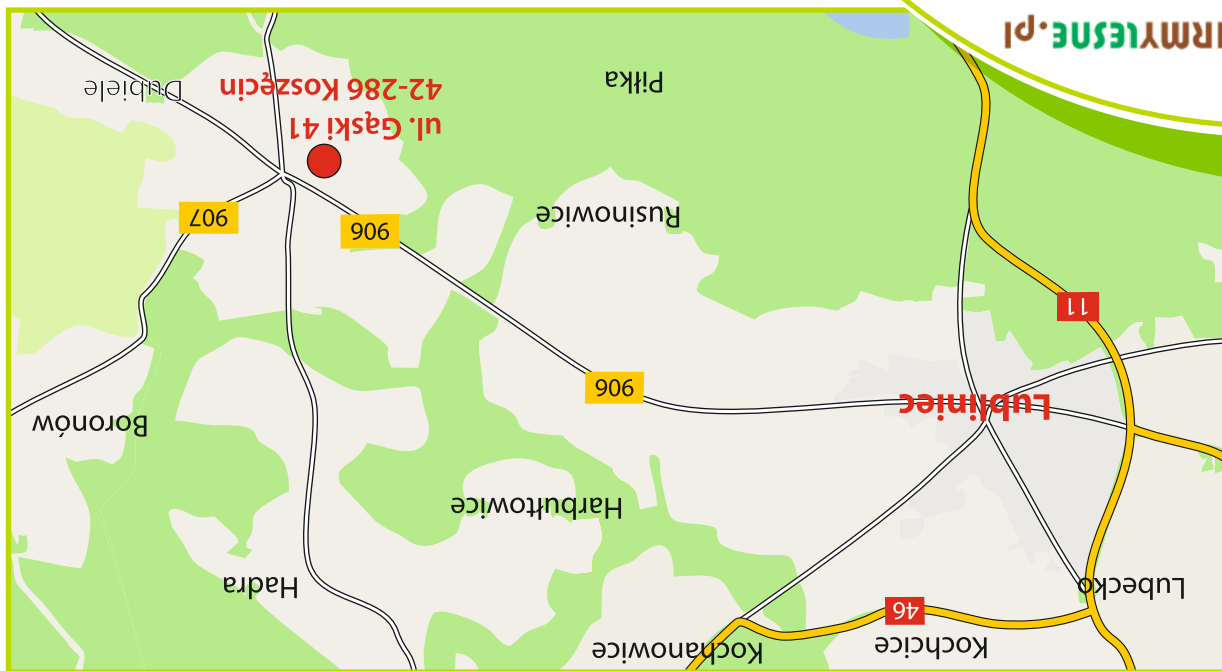 Kochanowice
Kochcice
46
Lubecko
Hadra
Harbułtowice
Boronów
Lubliniec
906
11
906
907
Rusinowice
ul. Gąski 41
42-286 Koszęcin
Dubiele
Piłka
IRMYLESNE.pl